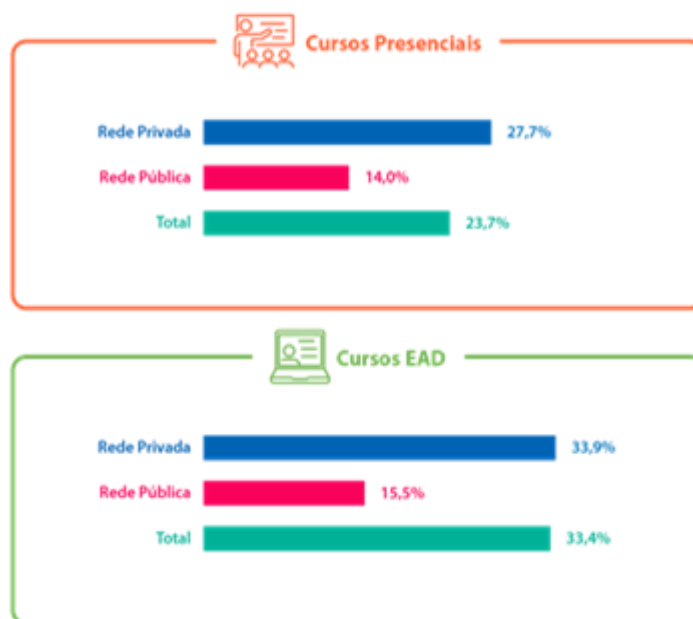 Cursos Presenciais
Rede Privada 27,7%
Rede Pública 14,0%
Total 23,7%
Cursos EAD
Rede Privada 33,9%
Rede Pública 15,5%
Total 33,4%